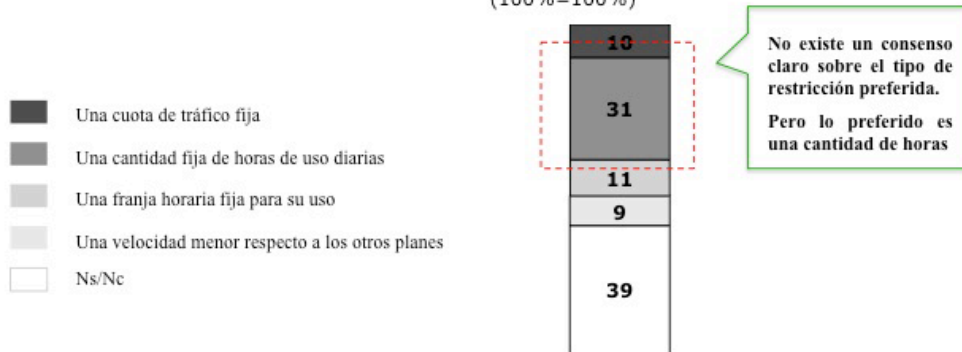 (100%=100%)
10
31
11
9
39
Una cuota de tráfico fija
Una cantidad fija de horas de uso diarias
Una franja horaria fija para su uso
Una velocidad menor respecto a los otros planes
Ns/Nc
No existe un consenso
claro sobre el tipo de
restricción preferida.
Pero lo preferido es
una cantidad de horas